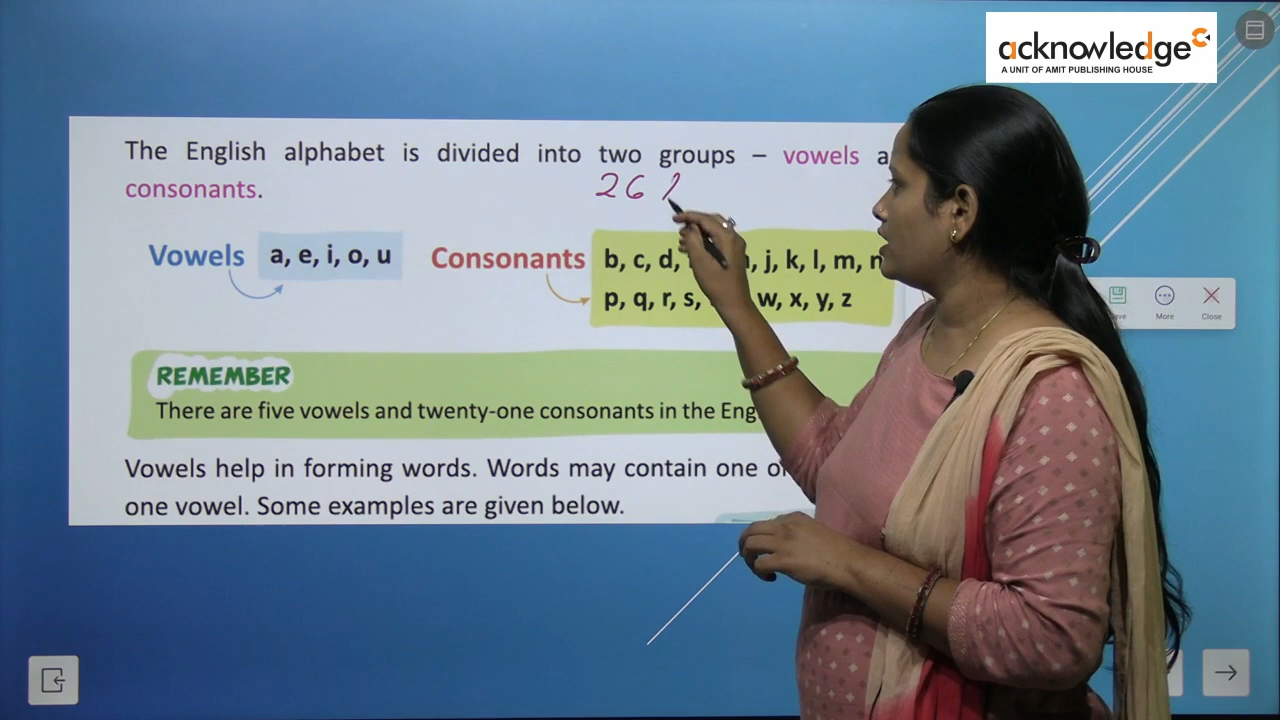 acknowledge
A UNIT OF AMIT PUBLISHING HOUSE
The English alphabet is divided into two groups – vowels a
consonants.
26
Vowels a, e, i, o, u
Consonants b, c, d, j, k, l, m, n
p, q, r, s, w, x, y, z
REMEMBER
There are five vowels and twenty-one consonants in the Eng
Vowels help in forming words. Words may contain one or
one vowel. Some examples are given below.
More
Close